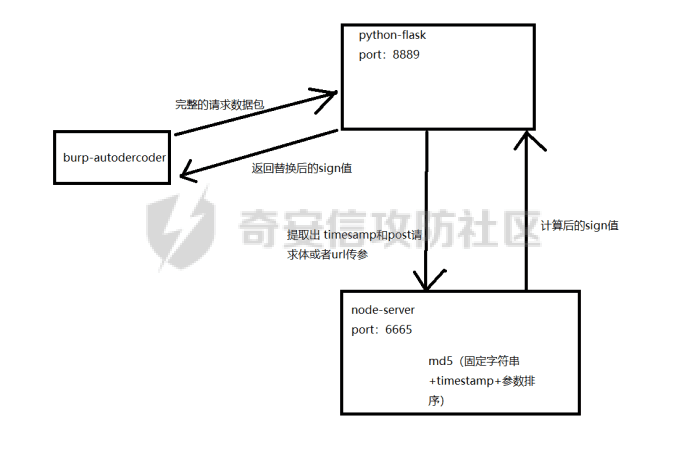 python-flask
port：8889
完整的请求数据包
burp-autodercoder
返回替换后的sign值
奇安信攻防社区
提取出 timesamp和post请
求体或者url传参
计算后的sign值
node-server
port：6665
md5（固定字符串
+timestamp+参数排
序）